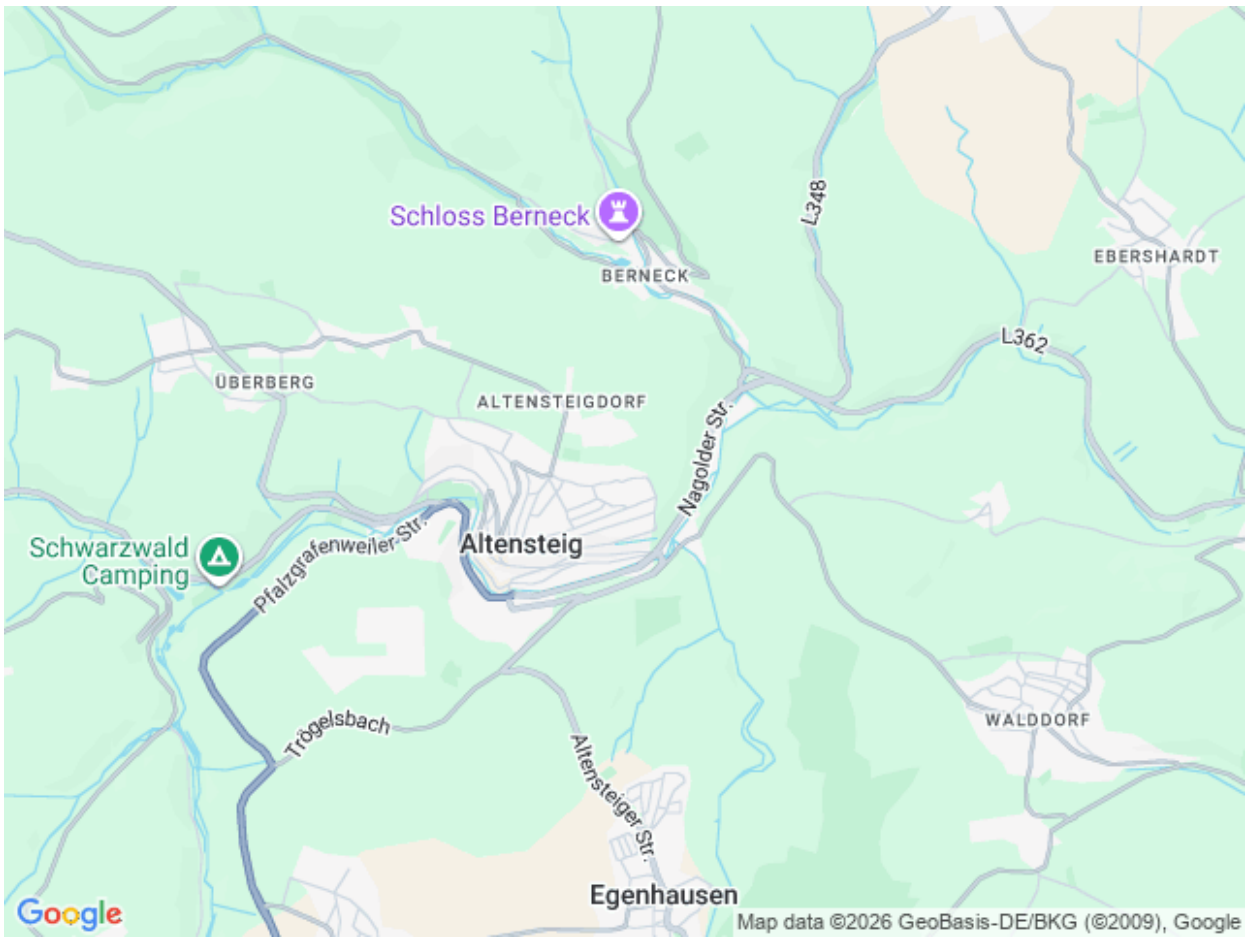 L348
Schloss Berneck
EBERSHARDT
BERNECK
L362
ÜBERBERG
ALTENSTEIGDORF
Nagolder Str.
Schwarzwald
Camping
Pfalzgrafenweiler Str.
Altensteig
Trögelsbach
WALDDORF
Altensteiger Str.
Egenhausen
Google
Map data ©2026 GeoBasis-DE/BKG (©2009), Google